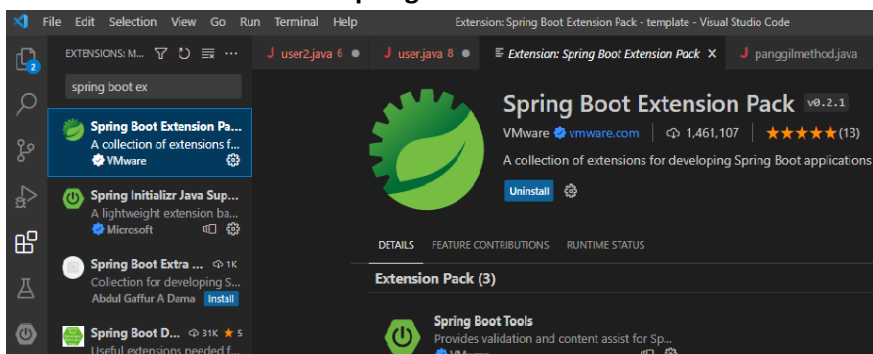 File Edit Selection View Go Run Terminal Help Extension: Spring Boot Extension Pack - template - Visual Studio Code
EXTENSIONS: M... ...
J user2.java 6 ● J user.java 8 ● Extension: Spring Boot Extension Pack X J panggilmethod.java
2
spring boot ex
Spring Boot Extension Pa...
A collection of extensions f...
VMware
Spring Initializr Java Sup...
A lightweight extension ba...
Microsoft
Spring Boot Extra ... 1K
Collection for developing S...
Abdul Gaffur A Dama Install
Spring Boot D... 31K ★ 5
Useful extensions needed f...
Spring Boot Extension Pack v0.2.1
VMware vmware.com | 1,461,107 | ★★★★★(13)
A collection of extensions for developing Spring Boot applications
Uninstall
DETAILS FEATURE CONTRIBUTIONS RUNTIME STATUS
Extension Pack (3)
Spring Boot Tools
Provides validation and content assist for Sp...
VMware